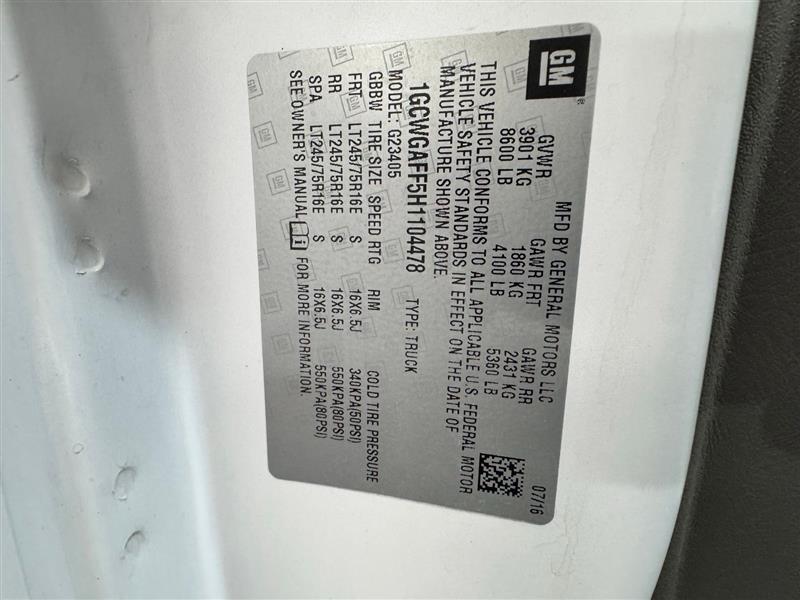 GM
MFD BY GENERAL MOTORS LLC 07/16
GVWR GAWR FRT GAWR RR
3901 KG 1860 KG 2431 KG
8600 LB 4100 LB 5360 LB
THIS VEHICLE CONFORMS TO ALL APPLICABLE U.S. FEDERAL MOTOR
VEHICLE SAFETY STANDARDS IN EFFECT ON THE DATE OF
MANUFACTURE SHOWN ABOVE.
1GCWGAFF5H1104478 TYPE: TRUCK
MODEL: G23405
GBBW TIRE SIZE SPEED RTG RIM COLD TIRE PRESSURE
FRT LT245/75R16E S 16X6.5J 340KPA(50PSI)
RR LT245/75R16E S 16X6.5J 550KPA(80PSI)
SPA LT245/75R16E S 16X6.5J 550KPA(80PSI)
SEE OWNER'S MANUAL i FOR MORE INFORMATION.